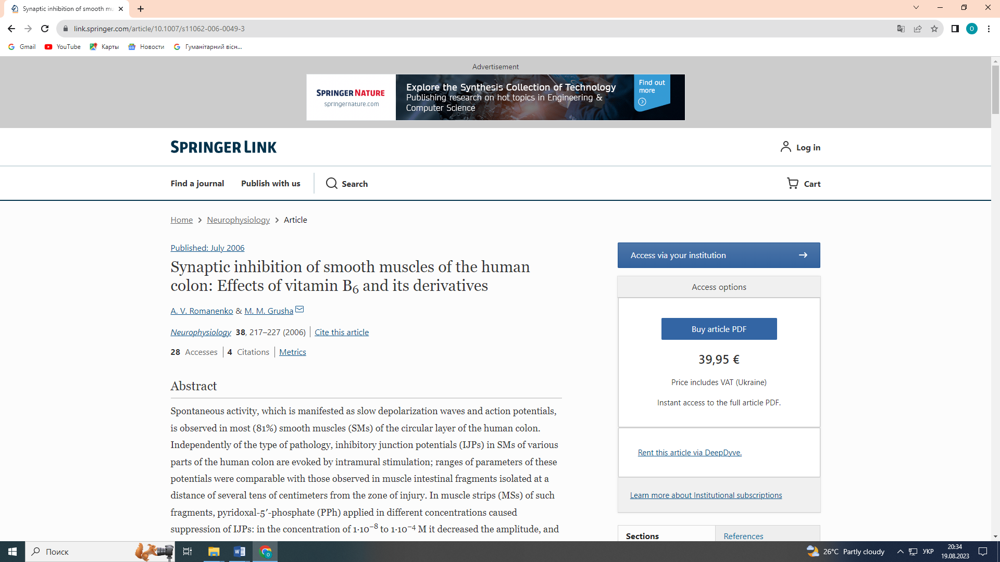 Synaptic inhibition of smooth mu
link.springer.com/article/10.1007/s11062-006-0049-3
O
Gmail
YouTube
Карты
Новости
Гуманітарний вісн...
Advertisement
SPRINGER NATURE
springernature.com
Explore the Synthesis Collection of Technology
Publishing research on hot topics in Engineering &
Computer Science
Find out
more
SPRINGER LINK
Log in
Find a journal
Publish with us
Search
Cart
Home > Neurophysiology > Article
Published: July 2006
Synaptic inhibition of smooth muscles of the human
colon: Effects of vitamin B6 and its derivatives
A. V. Romanenko & M. M. Grusha
Neurophysiology 38, 217–227 (2006) | Cite this article
28 Accesses | 4 Citations | Metrics
Abstract
Spontaneous activity, which is manifested as slow depolarization waves and action potentials,
is observed in most (81%) smooth muscles (SMs) of the circular layer of the human colon.
Independently of the type of pathology, inhibitory junction potentials (IJPs) in SMs of various
parts of the human colon are evoked by intramural stimulation; ranges of parameters of these
potentials were comparable with those observed in muscle intestinal fragments isolated at a
distance of several tens of centimeters from the zone of injury. In muscle strips (MSs) of such
fragments, pyridoxal-5′-phosphate (PPh) applied in different concentrations caused
suppression of IJPs: in the concentration of 1·10⁻⁸ to 1·10⁻⁴ M it decreased the amplitude, and
Access via your institution
Access options
Buy article PDF
39,95 €
Price includes VAT (Ukraine)
Instant access to the full article PDF.
Rent this article via DeepDyve.
Learn more about Institutional subscriptions
Sections
References
Поиск
26°C Partly cloudy
УКР
20:34
19.08.2023